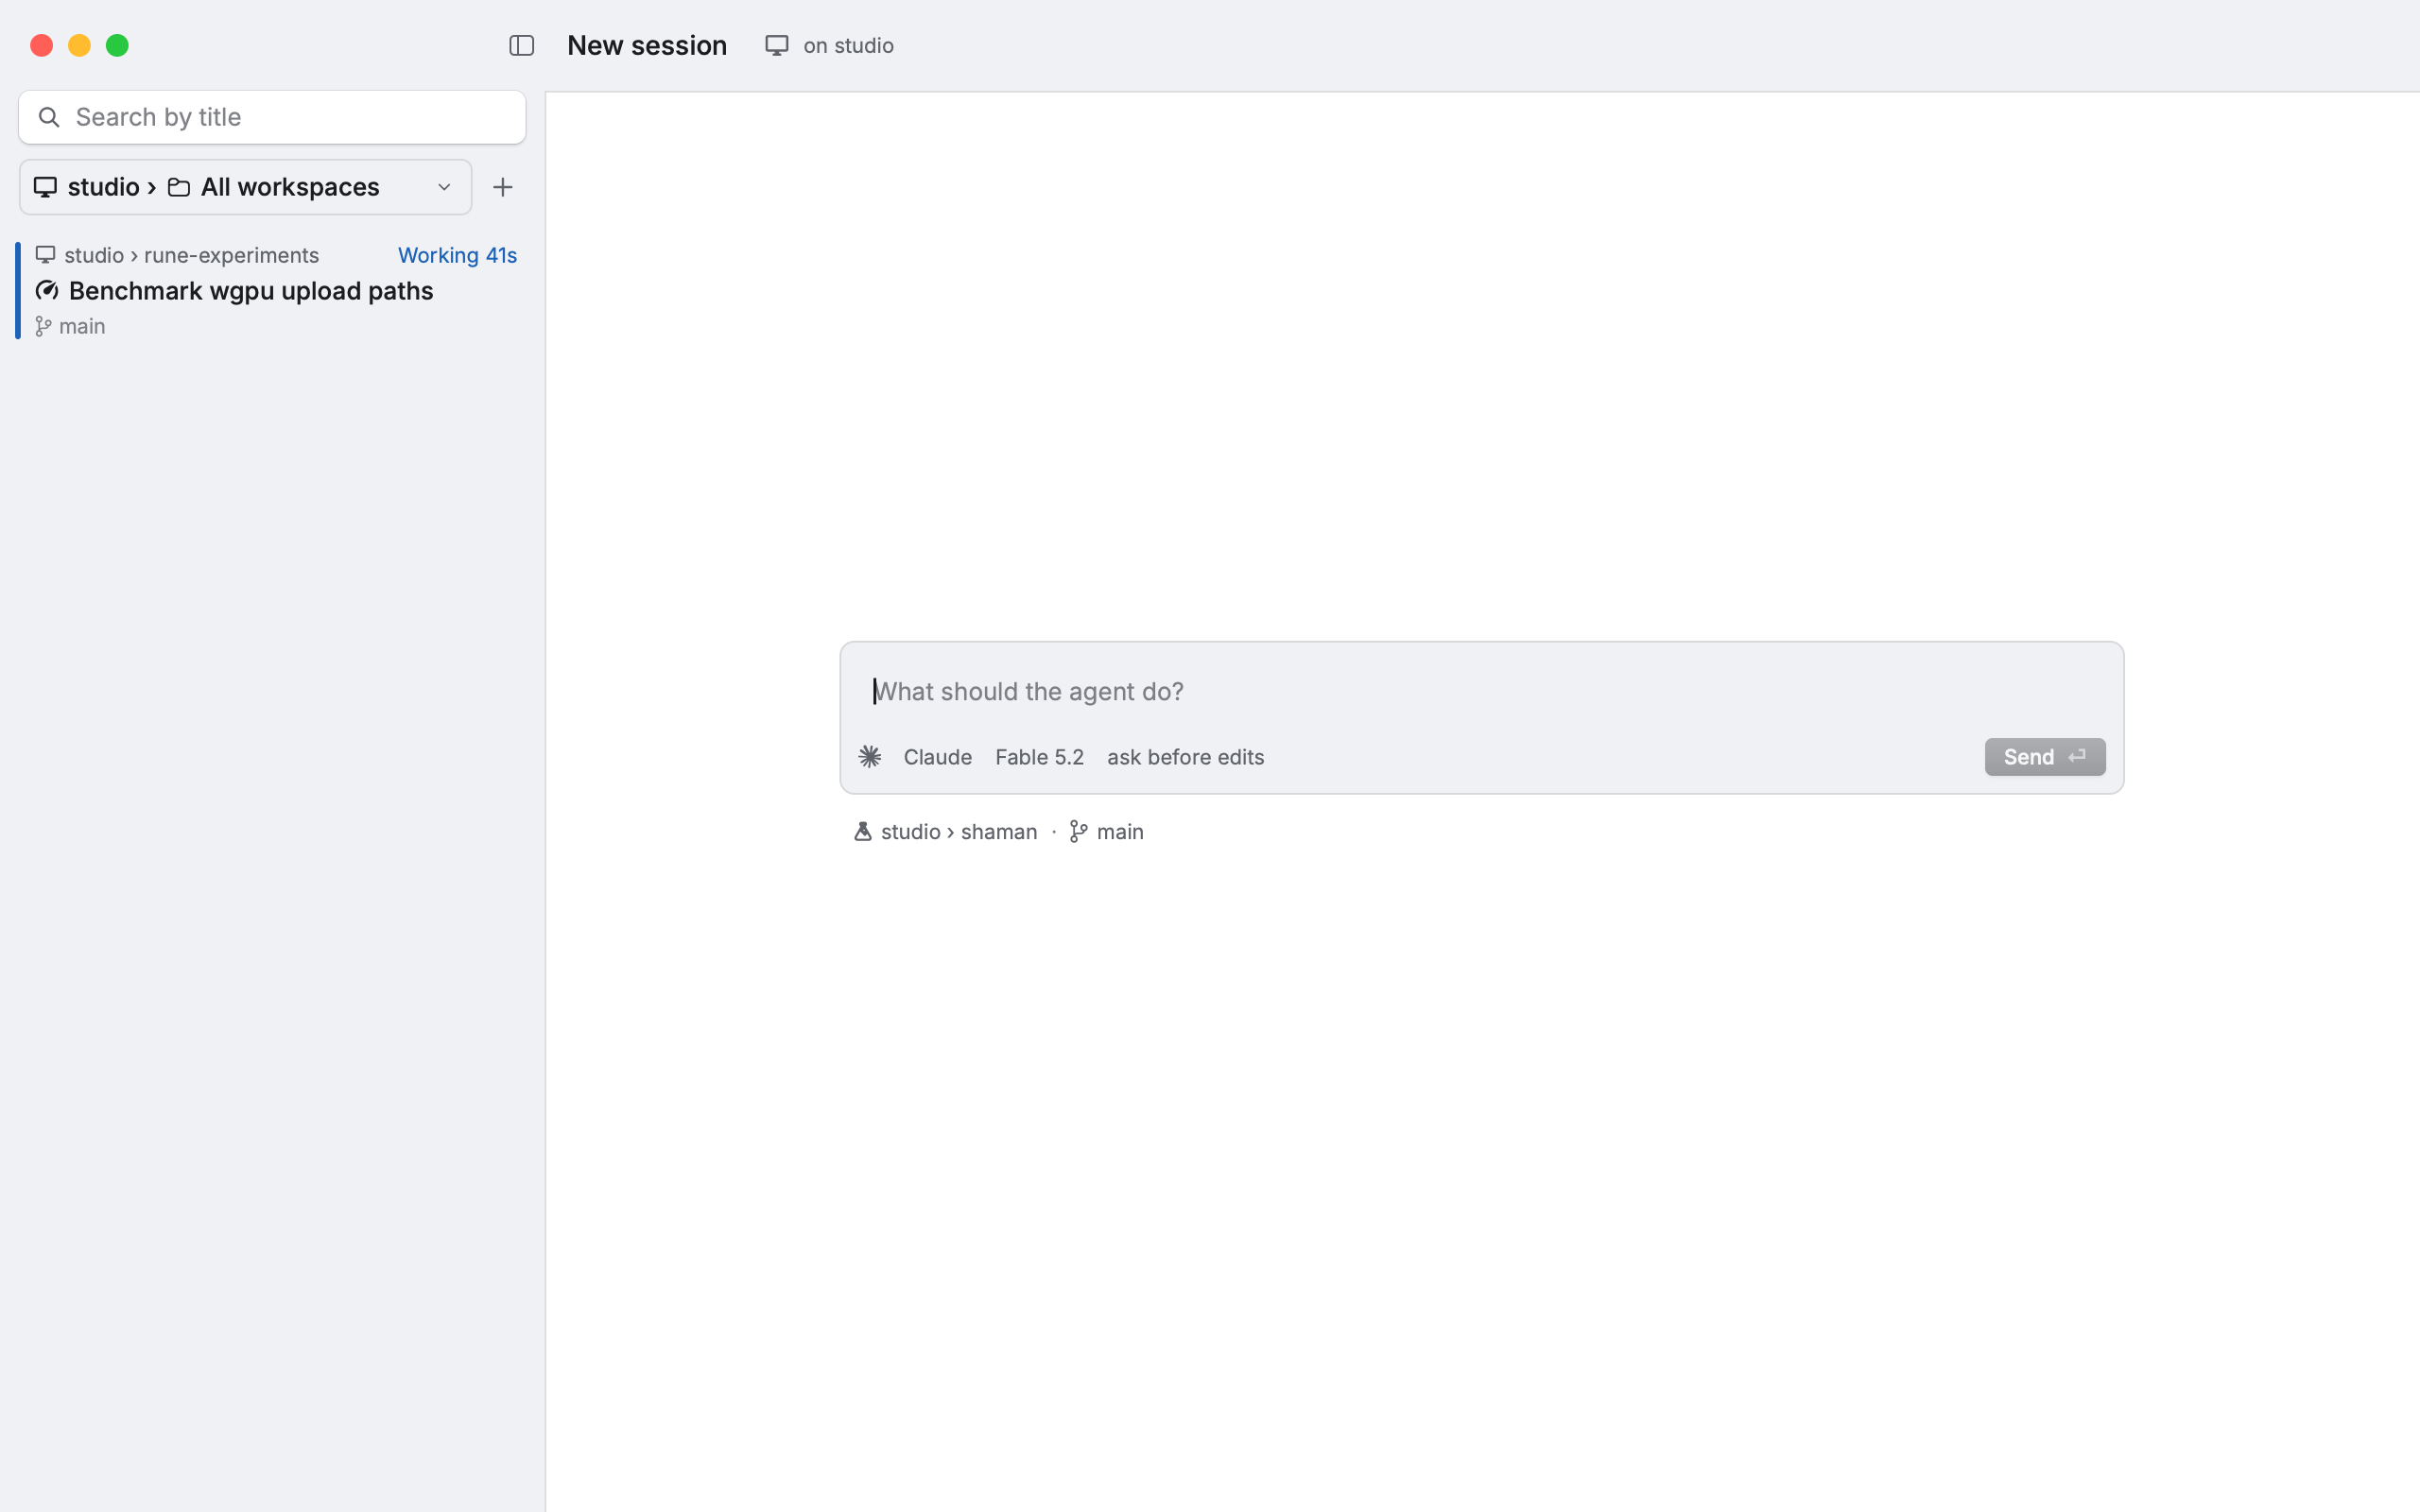 New session on studio
Search by title
studio › All workspaces
studio › rune-experiments Working 41s
Benchmark wgpu upload paths
main
What should the agent do?
Claude Fable 5.2 ask before edits Send
studio › shaman · main